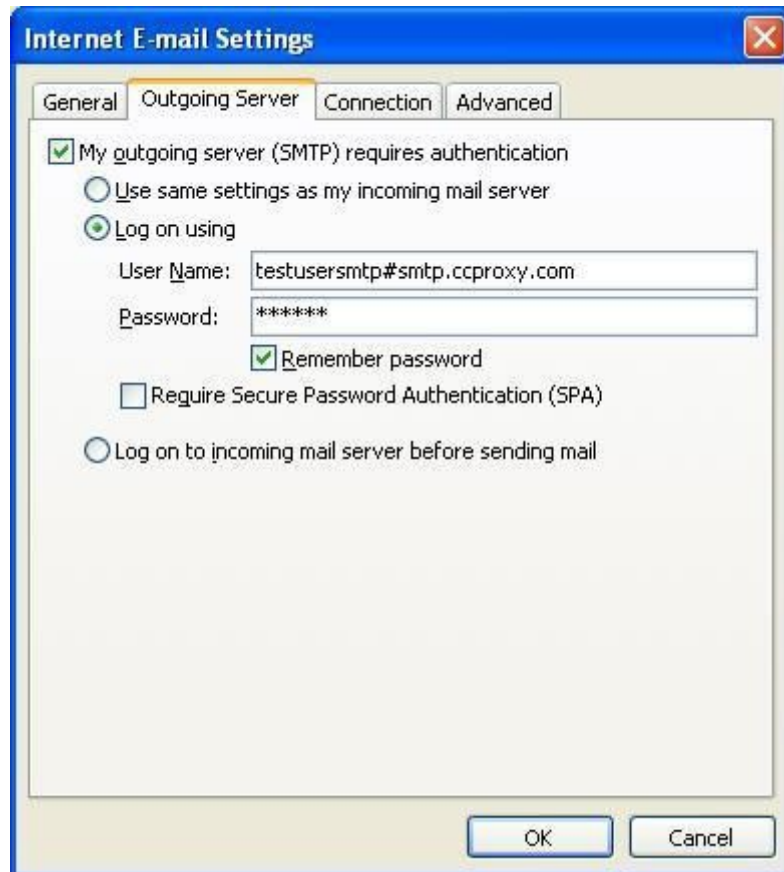 Internet E-mail Settings
General Outgoing Server Connection Advanced
My outgoing server (SMTP) requires authentication
Use same settings as my incoming mail server
Log on using
User Name: testusersmtp#smtp.ccproxy.com
Password: ******
Remember password
Require Secure Password Authentication (SPA)
Log on to incoming mail server before sending mail
OK Cancel